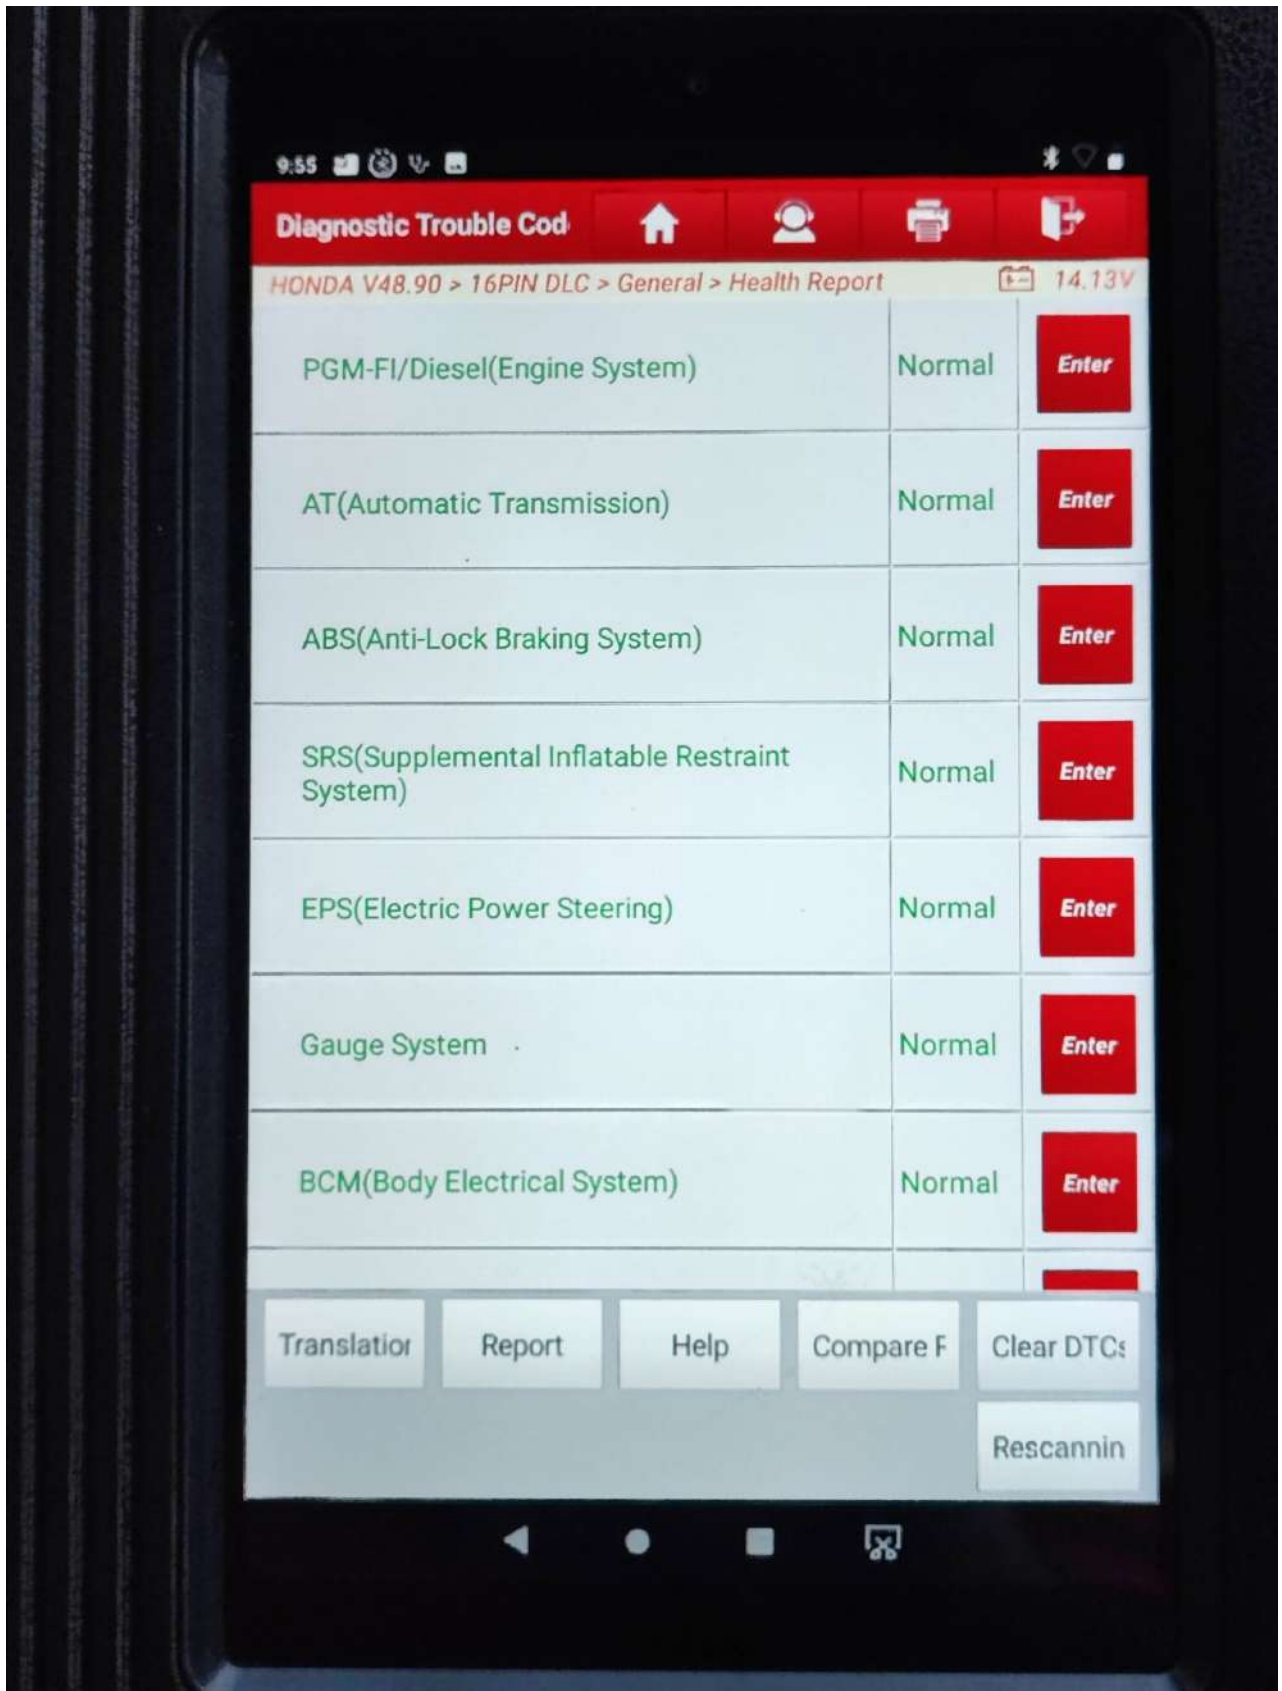 9:55
Diagnostic Trouble Cod
HONDA V48.90 > 16PIN DLC > General > Health Report 14.13V
PGM-FI/Diesel(Engine System) Normal Enter
AT(Automatic Transmission) Normal Enter
ABS(Anti-Lock Braking System) Normal Enter
SRS(Supplemental Inflatable Restraint
System) Normal Enter
EPS(Electric Power Steering) Normal Enter
Gauge System Normal Enter
BCM(Body Electrical System) Normal Enter
Translation Report Help Compare F Clear DTCs
Rescannin